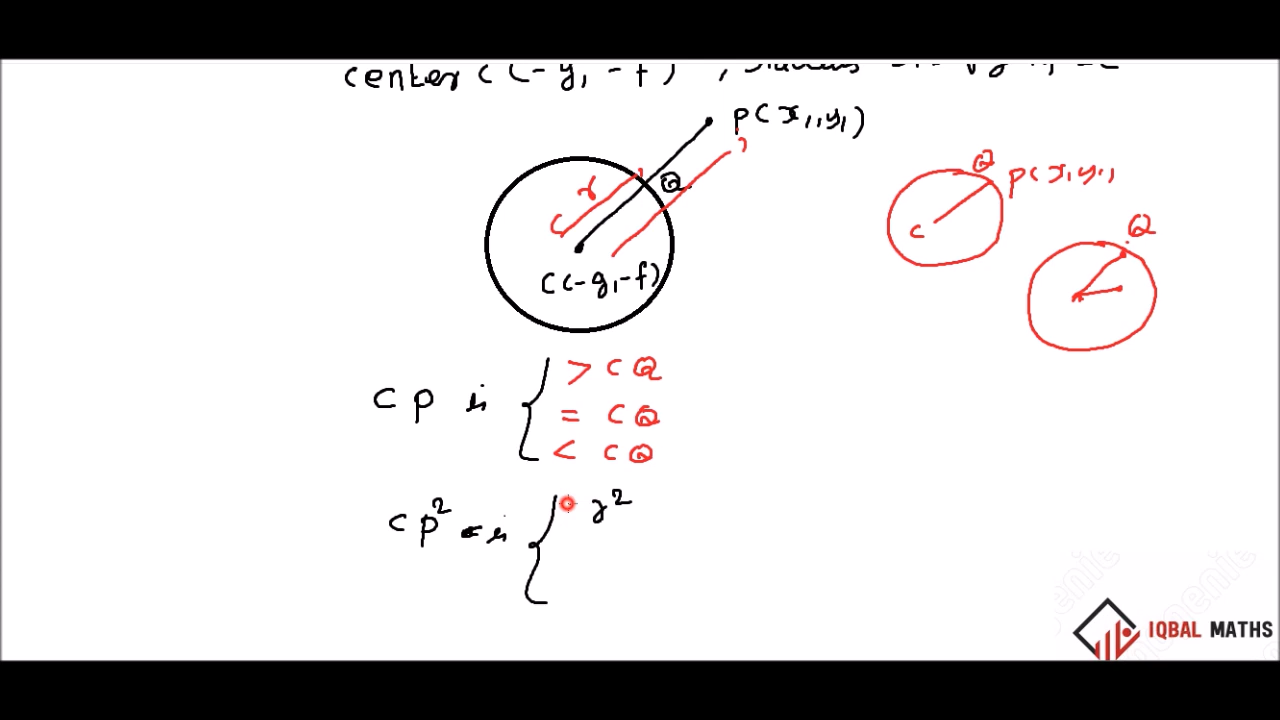 center C (-g, -f) ,
P( x1, y1)
Q
r
C(-g, -f)
Q
P( x1, y1
C
Q
CP is
> CQ
= CQ
< CQ
CP² is
r²
IQBAL MATHS